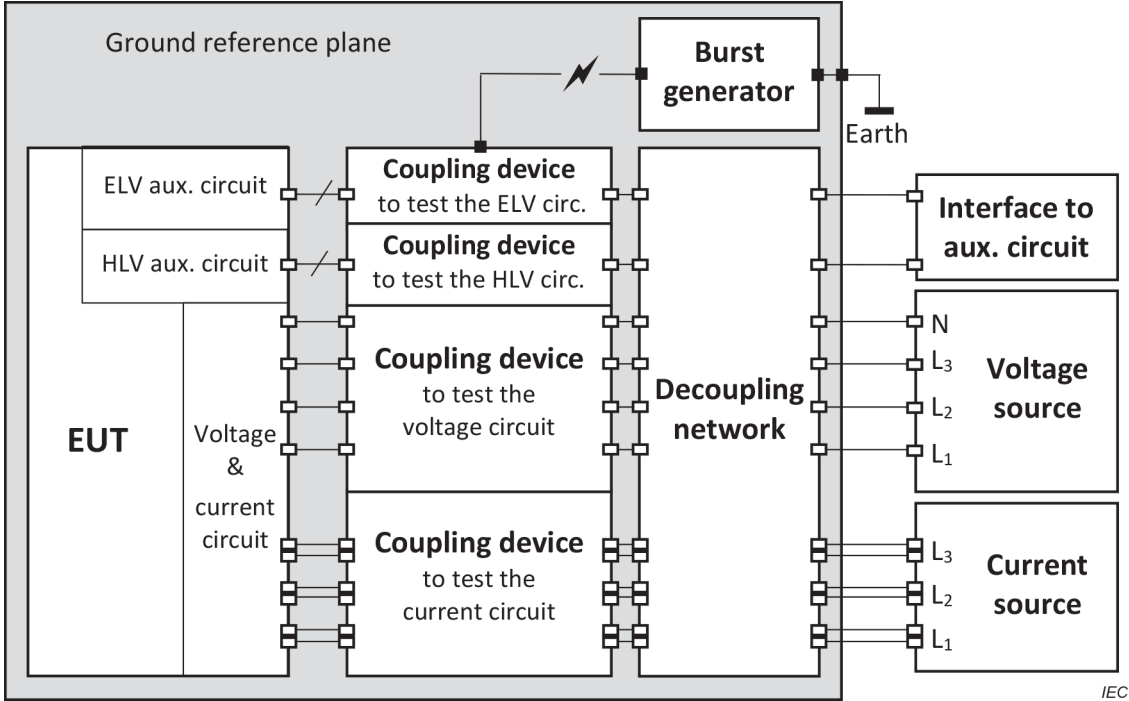 Ground reference plane
Burst
generator
Earth
ELV aux. circuit
HLV aux. circuit
EUT
Voltage
&
current
circuit
Coupling device
to test the ELV circ.
Coupling device
to test the HLV circ.
Coupling device
to test the
voltage circuit
Coupling device
to test the
current circuit
Decoupling
network
Interface to
aux. circuit
N
L3
L2
L1
Voltage
source
L3
L2
L1
Current
source
IEC